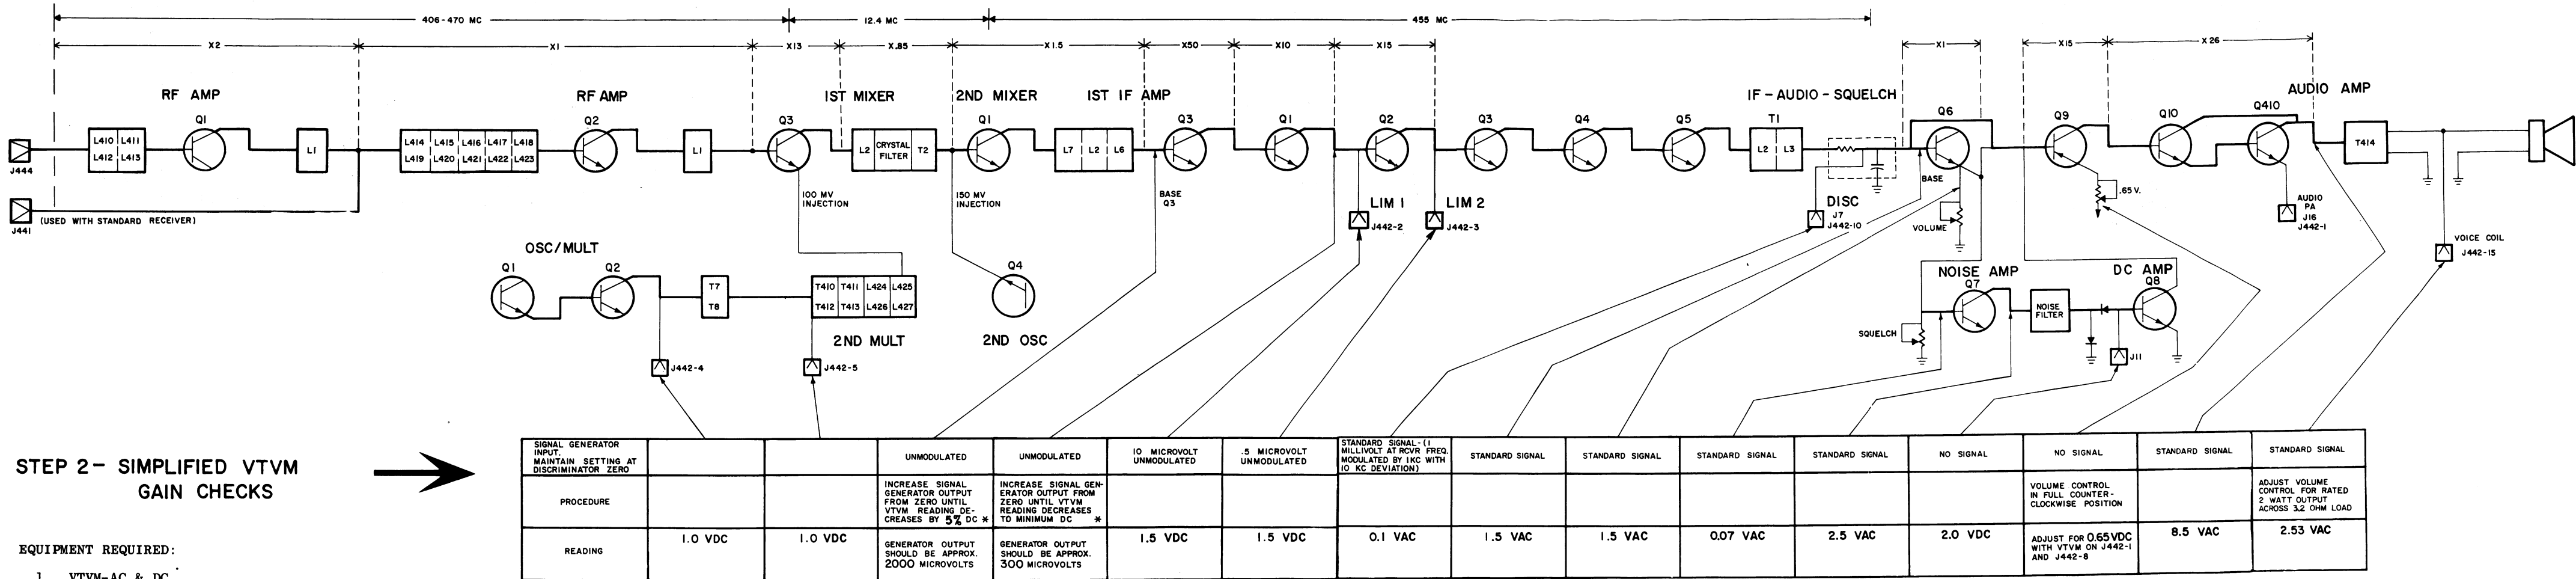 406-470 MC
12.4 MC
455 MC
X2
X1
X13
X.85
X1.5
X50
X10
X15
X1
X15
X 26
RF AMP
RF AMP
1ST MIXER
2ND MIXER
1ST IF AMP
IF-AUDIO-SQUELCH
AUDIO AMP
Q1
Q2
Q3
Q1
Q3
Q1
Q2
Q3
Q4
Q5
T1
Q6
Q9
Q10
Q410
J444
L410 L411
L412 L413
L1
L414 L415 L416 L417 L418
L419 L420 L421 L422 L423
L1
L2
CRYSTAL
FILTER
T2
L7 L2 L6
L2 L3
T414
J441
(USED WITH STANDARD RECEIVER)
100 MV
INJECTION
150 MV
INJECTION
BASE
Q3
LIM 1
J442-2
LIM 2
J442-3
DISC
J7
J442-10
BASE
VOLUME
.65 V.
AUDIO
PA
J16
J442-1
VOICE COIL
J442-15
OSC/MULT
Q1
Q2
T7
T8
T410 T411 L424 L425
T412 T413 L426 L427
2ND MULT
Q4
2ND OSC
J442-4
J442-5
NOISE AMP
Q7
SQUELCH
NOISE
FILTER
DC AMP
Q8
J11
STEP 2- SIMPLIFIED VTVM
GAIN CHECKS
EQUIPMENT REQUIRED:
1. VTVM-AC & DC
SIGNAL GENERATOR
INPUT.
MAINTAIN SETTING AT
DISCRIMINATOR ZERO
UNMODULATED
UNMODULATED
10 MICROVOLT
UNMODULATED
.5 MICROVOLT
UNMODULATED
STANDARD SIGNAL-(1
MILLIVOLT AT RCVR FREQ.
MODULATED BY 1KC WITH
10 KC DEVIATION)
STANDARD SIGNAL
STANDARD SIGNAL
STANDARD SIGNAL
STANDARD SIGNAL
NO SIGNAL
NO SIGNAL
STANDARD SIGNAL
STANDARD SIGNAL
PROCEDURE
INCREASE SIGNAL
GENERATOR OUTPUT
FROM ZERO UNTIL
VTVM READING DE-
CREASES BY 5% DC *
INCREASE SIGNAL GEN-
ERATOR OUTPUT FROM
ZERO UNTIL VTVM
READING DECREASES
TO MINIMUM DC *
VOLUME CONTROL
IN FULL COUNTER-
CLOCKWISE POSITION
ADJUST VOLUME
CONTROL FOR RATED
2 WATT OUTPUT
ACROSS 3.2 OHM LOAD
READING
1.0 VDC
1.0 VDC
GENERATOR OUTPUT
SHOULD BE APPROX.
2000 MICROVOLTS
GENERATOR OUTPUT
SHOULD BE APPROX.
300 MICROVOLTS
1.5 VDC
1.5 VDC
0.1 VAC
1.5 VAC
1.5 VAC
0.07 VAC
2.5 VAC
2.0 VDC
ADJUST FOR 0.65VDC
WITH VTVM ON J442-1
AND J442-8
8.5 VAC
2.53 VAC